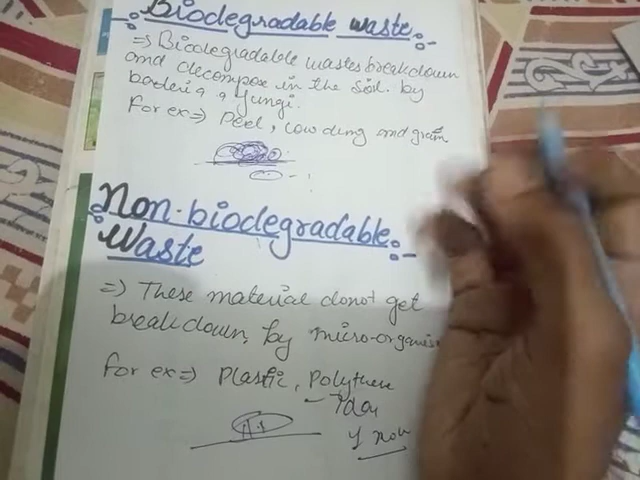 Biodegradable waste:-
=> Biodegradable wastes breakdown
and decompose in the soil. by
bacteria & fungi.
For ex=> Peel, cow dung and grain
Non-biodegradable:-
Waste
=> These material donot get
breakdown, by micro-organis
for ex=> Plastic, Polythene